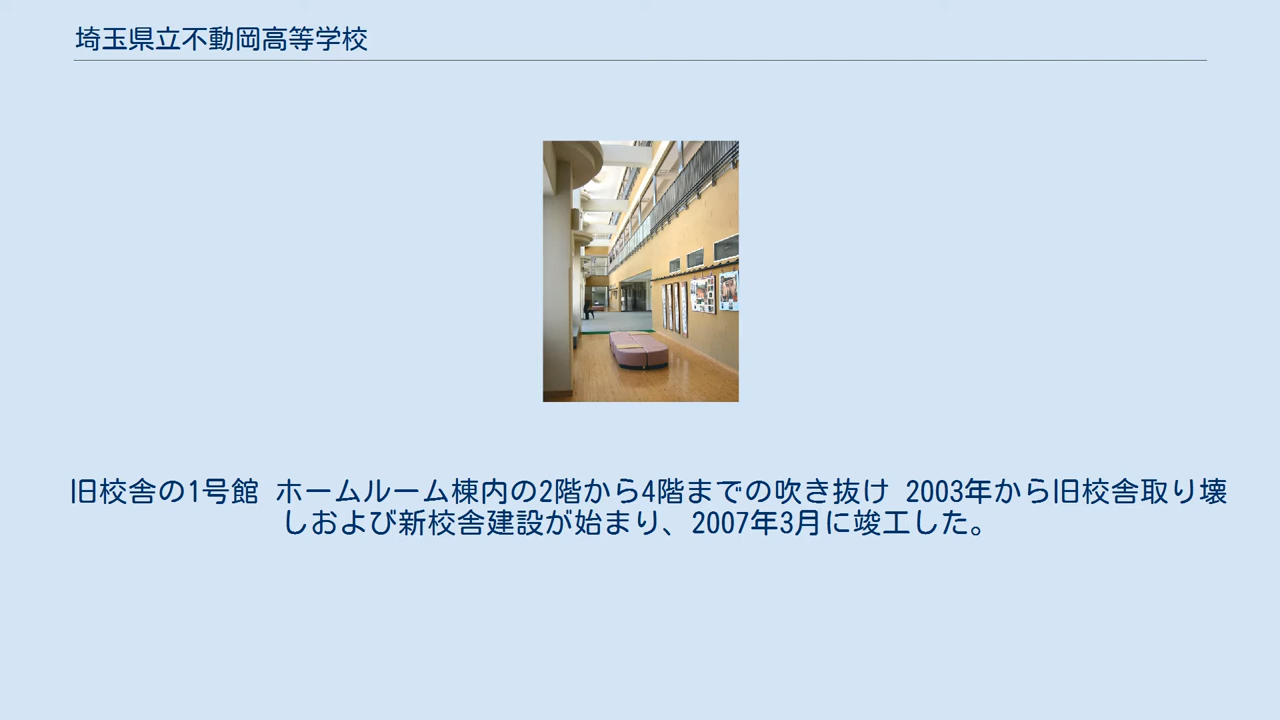 埼玉県立不動岡高等学校
旧校舎の1号館 ホームルーム棟内の2階から4階までの吹き抜け 2003年から旧校舎取り壊
しおよび新校舎建設が始まり、2007年3月に竣工した。